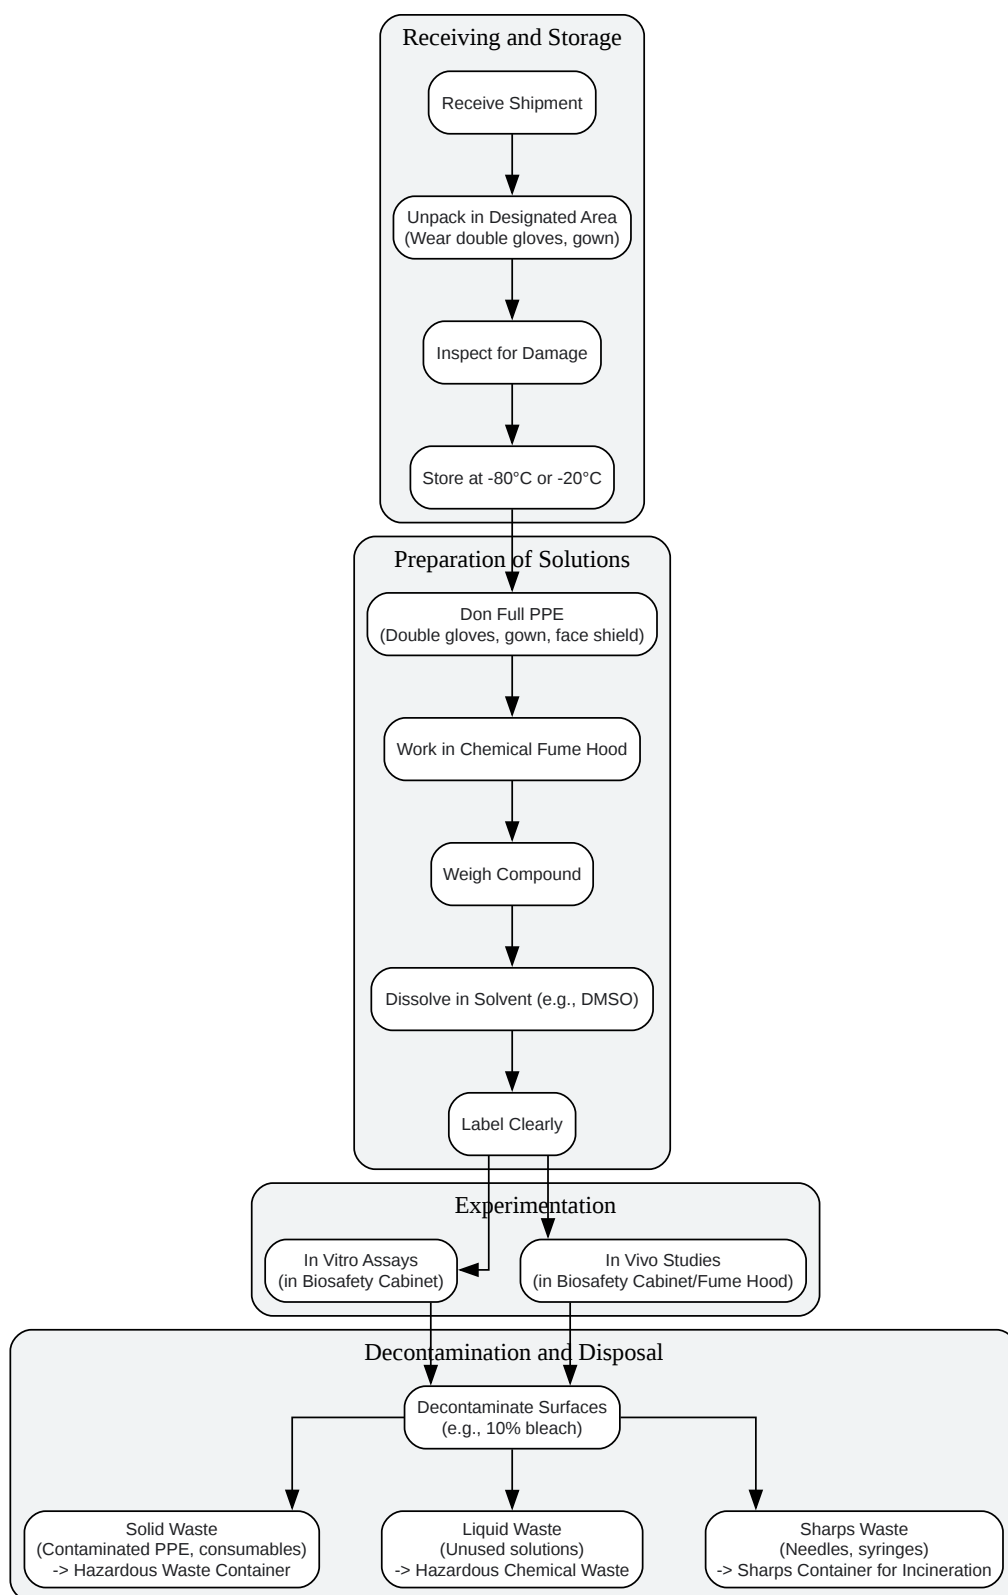 Receiving and Storage
Receive Shipment
Unpack in Designated Area
(Wear double gloves, gown)
Inspect for Damage
Store at -80°C or -20°C
Preparation of Solutions
Don Full PPE
(Double gloves, gown, face shield)
Work in Chemical Fume Hood
Weigh Compound
Dissolve in Solvent (e.g., DMSO)
Label Clearly
Experimentation
In Vitro Assays
(in Biosafety Cabinet)
In Vivo Studies
(in Biosafety Cabinet/Fume Hood)
Decontamination and Disposal
Decontaminate Surfaces
(e.g., 10% bleach)
Solid Waste
(Contaminated PPE, consumables)
-> Hazardous Waste Container
Liquid Waste
(Unused solutions)
-> Hazardous Chemical Waste
Sharps Waste
(Needles, syringes)
-> Sharps Container for Incineration